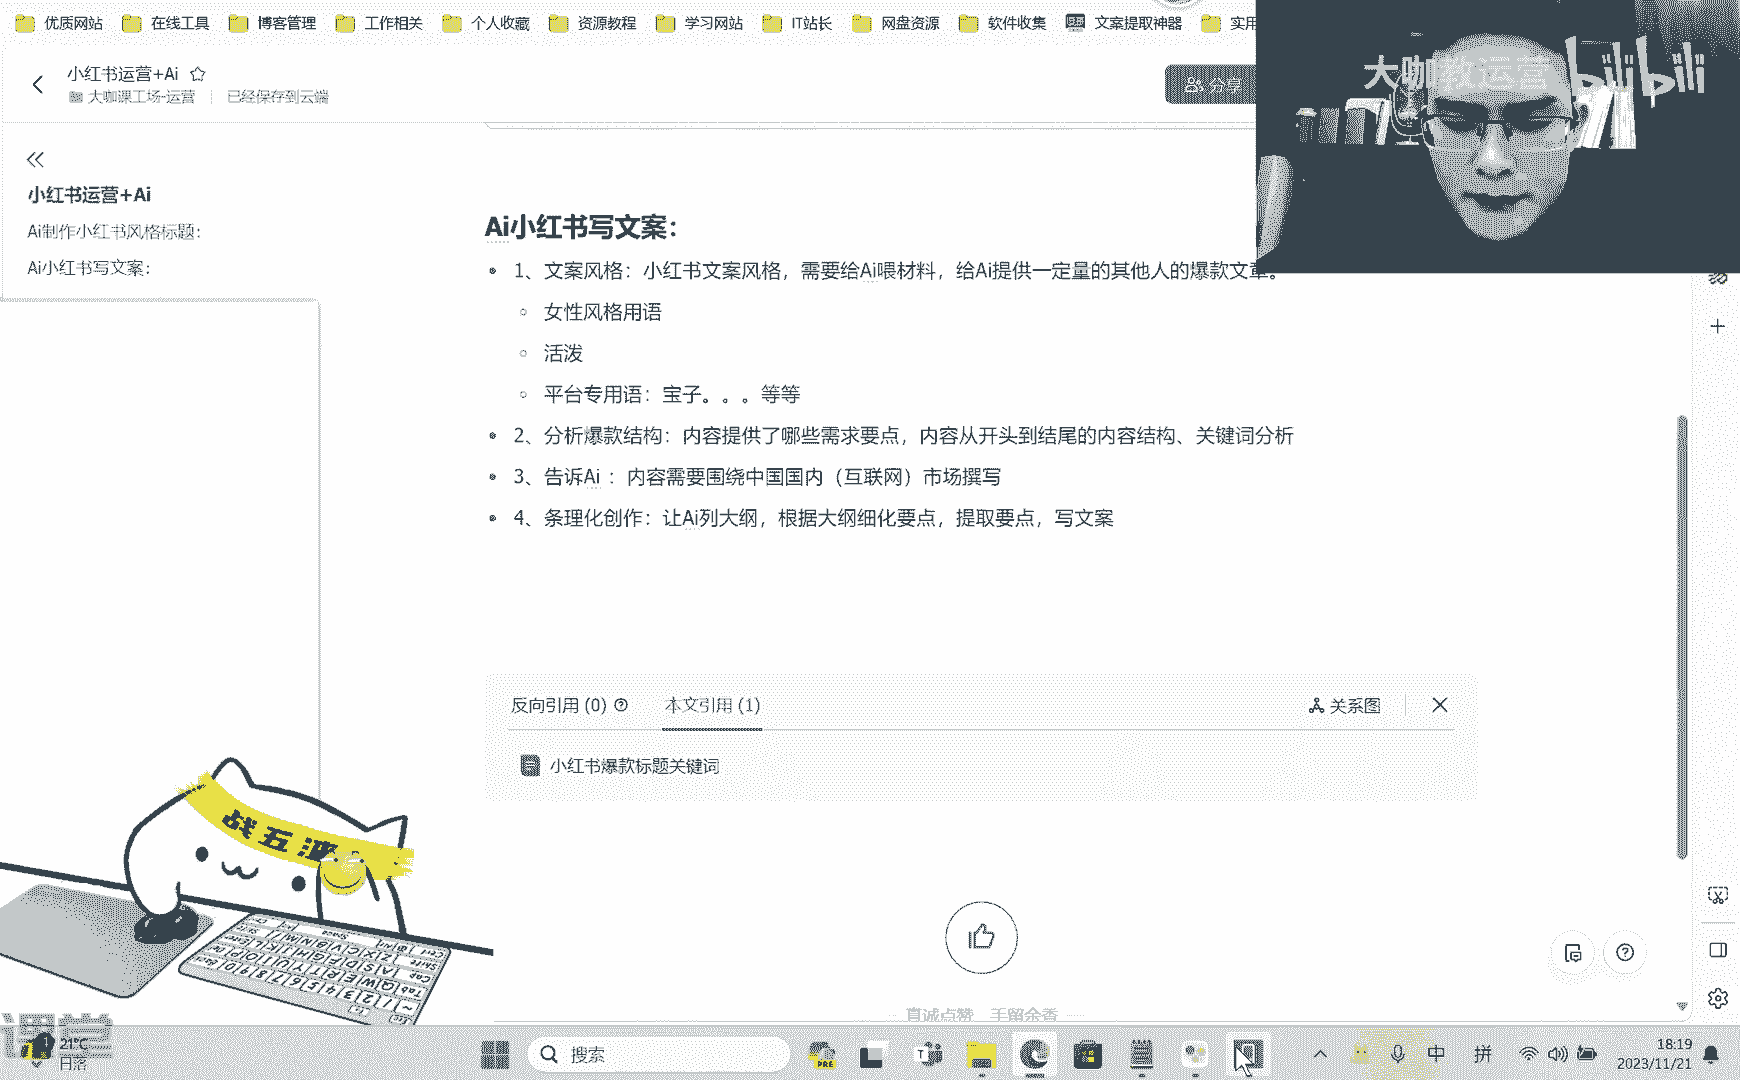 优质网站 在线工具 博客管理 工作相关 个人收藏 资源教程 学习网站 IT站长 网盘资源 软件收集 文案提取神器 实用
大咖教运营 bilibili
小红书运营+Ai
大咖课工场-运营 已经保存到云端
分享
小红书运营+Ai
Ai制作小红书风格标题：
Ai小红书写文案：
Ai小红书写文案：
1、文案风格：小红书文案风格，需要给Ai喂材料，给Ai提供一定量的其他人的爆款文章。
女性风格用语
活泼
平台专用语：宝子。。。等等
2、分析爆款结构：内容提供了哪些需求要点，内容从开头到结尾的内容结构、关键词分析
3、告诉Ai ：内容需要围绕中国国内（互联网）市场撰写
4、条理化创作：让Ai列大纲，根据大纲细化要点，提取要点，写文案
反向引用 (0) 本文引用 (1) 关系图
小红书爆款标题关键词
战五渣
真诚点赞 手留余香
课堂
1
21°C
日落
搜索
PRE
中 拼
18:19
2023/11/21